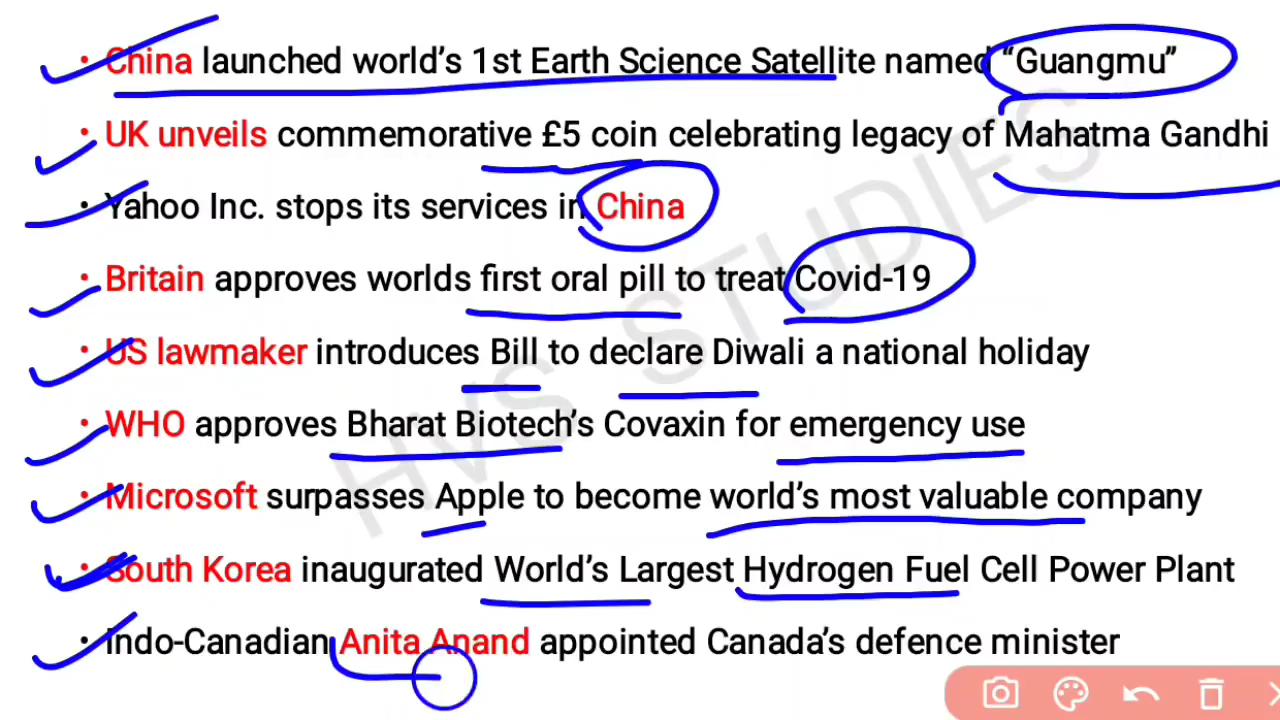 • China launched world's 1st Earth Science Satellite named “Guangmu”
• UK unveils commemorative £5 coin celebrating legacy of Mahatma Gandhi
• Yahoo Inc. stops its services in China
• Britain approves worlds first oral pill to treat Covid-19
• US lawmaker introduces Bill to declare Diwali a national holiday
• WHO approves Bharat Biotech's Covaxin for emergency use
• Microsoft surpasses Apple to become world's most valuable company
• South Korea inaugurated World's Largest Hydrogen Fuel Cell Power Plant
• Indo-Canadian Anita Anand appointed Canada's defence minister
HVS STUDIES